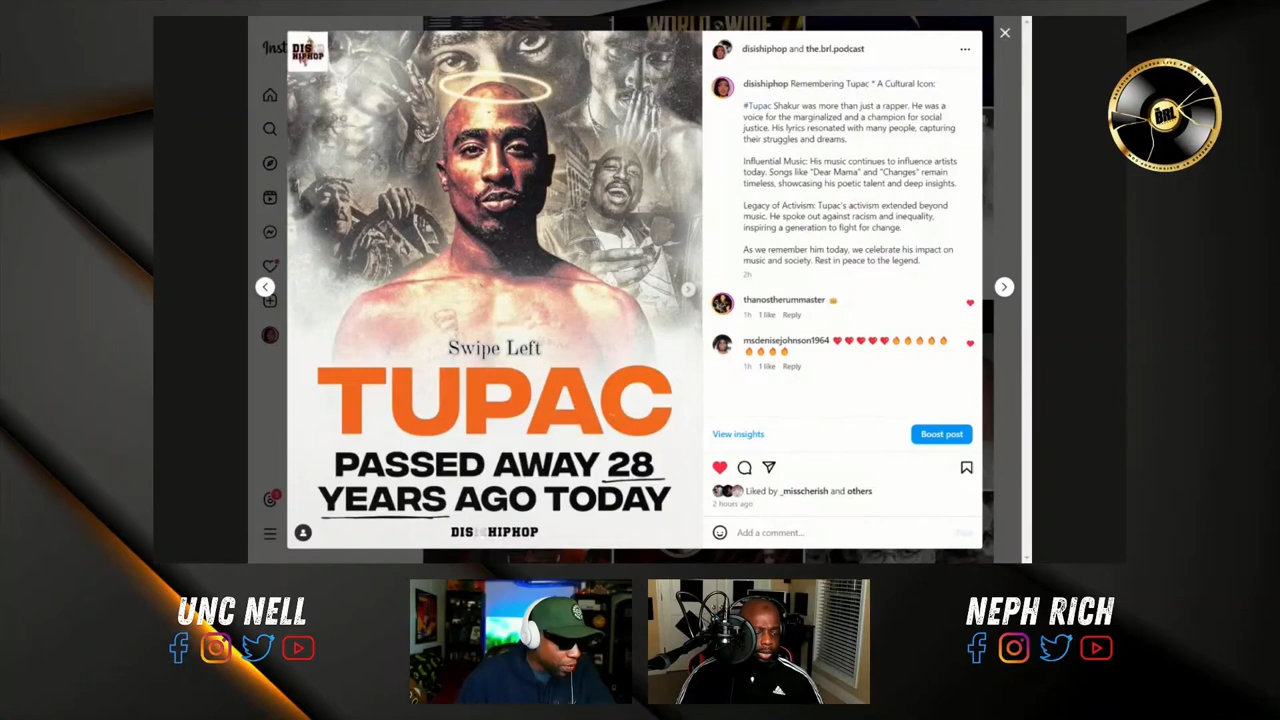 WORLD WIDE
Inst
DIS
HIPHOP
disishiphop and the.brl.podcast
disishiphop Remembering Tupac * A Cultural Icon:
#Tupac Shakur was more than just a rapper. He was a
voice for the marginalized and a champion for social
justice. His lyrics resonated with many people, capturing
their struggles and dreams.
Influential Music: His music continues to influence artists
today. Songs like "Dear Mama" and "Changes" remain
timeless, showcasing his poetic talent and deep insights.
Legacy of Activism: Tupac's activism extended beyond
music. He spoke out against racism and inequality,
inspiring a generation to fight for change.
As we remember him today, we celebrate his impact on
music and society. Rest in peace to the legend.
2h
thanostherummaster
1h 1 like Reply
msdenisejohnson1964
1h 1 like Reply
View insights
Boost post
Liked by _misscherish and others
2 hours ago
Add a comment...
Swipe Left
TUPAC
PASSED AWAY 28
YEARS AGO TODAY
DIS HIPHOP
BRL
UNC NELL
NEPH RICH